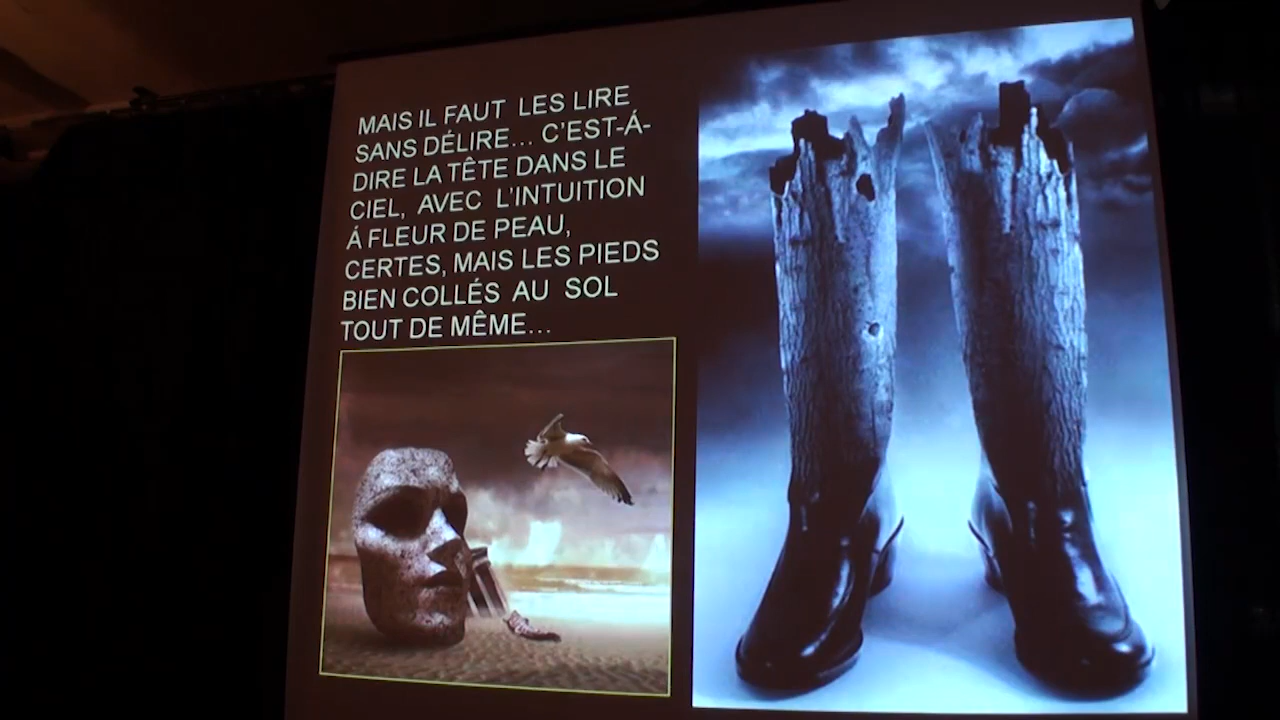 MAIS IL FAUT LES LIRE
SANS DÉLIRE... C'EST-Á-
DIRE LA TÊTE DANS LE
CIEL, AVEC L'INTUITION
Á FLEUR DE PEAU,
CERTES, MAIS LES PIEDS
BIEN COLLÉS AU SOL
TOUT DE MÊME...